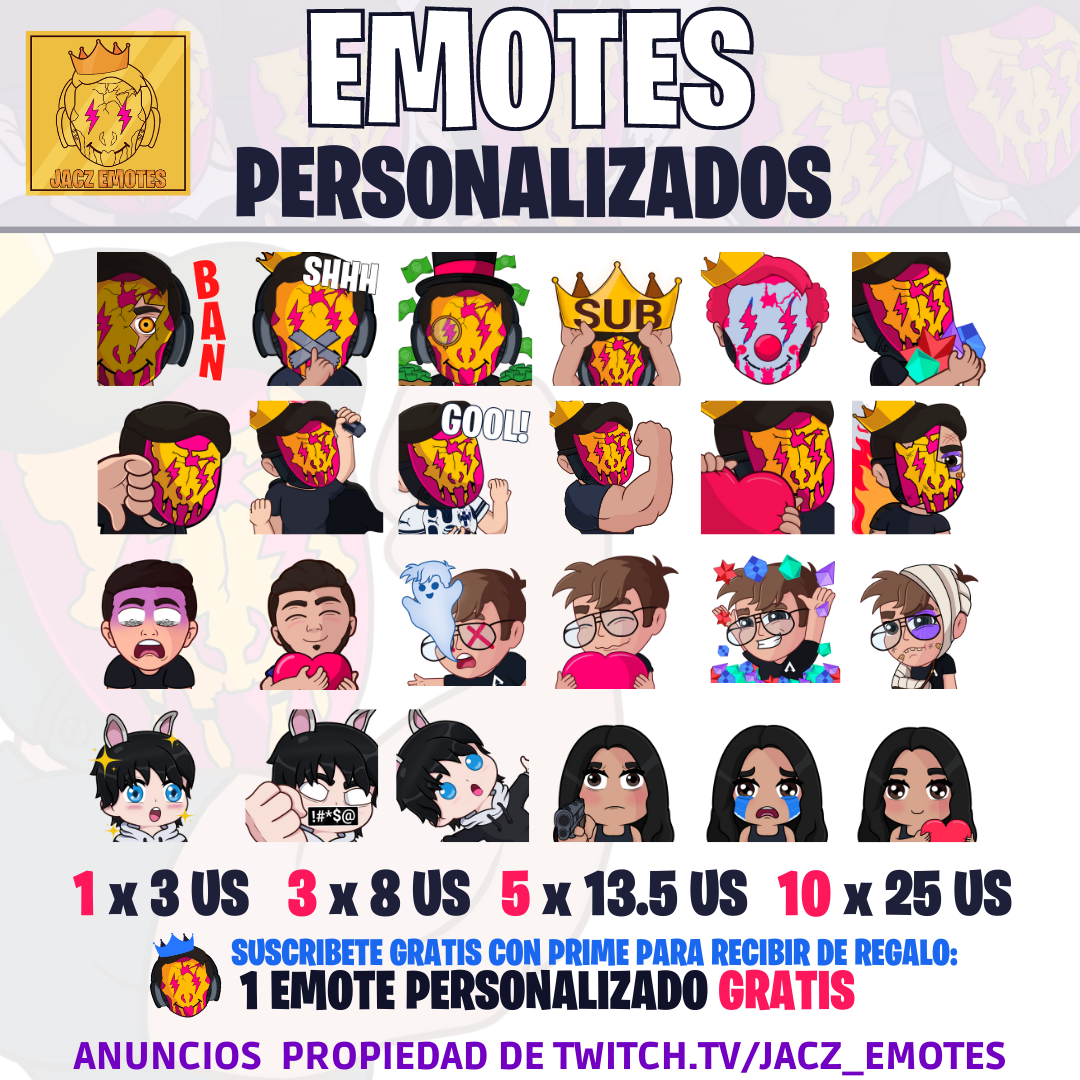 EMOTES
JACZ EMOTES
PERSONALIZADOS
BAN
SHHH
SUB
GOOL!
!#*$@
1 x 3 US 3 x 8 US 5 x 13.5 US 10 x 25 US
SUSCRIBETE GRATIS CON PRIME PARA RECIBIR DE REGALO:
1 EMOTE PERSONALIZADO GRATIS
ANUNCIOS PROPIEDAD DE TWITCH.TV/JACZ_EMOTES